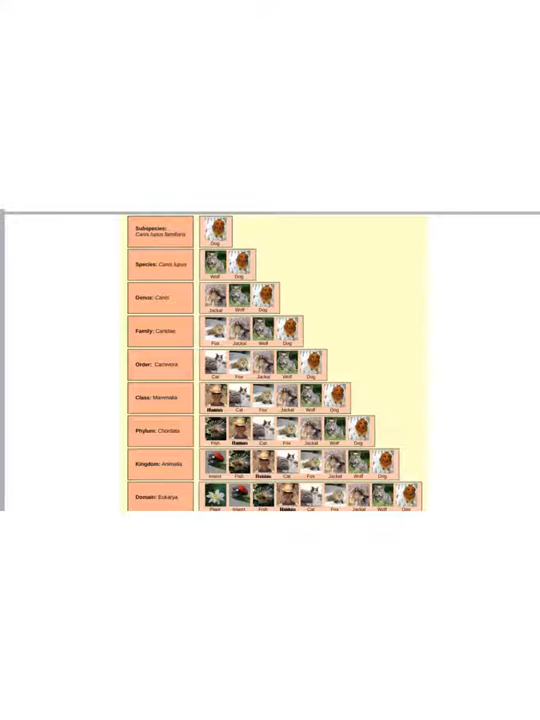 Subspecies:
Canis lupus familiaris
Dog
Species: Canis lupus
Wolf Dog
Genus: Canis
Jackal Wolf Dog
Family: Canidae
Fox Jackal Wolf Dog
Order: Carnivora
Cat Fox Jackal Wolf Dog
Class: Mammalia
Human Cat Fox Jackal Wolf Dog
Phylum: Chordata
Fish Human Cat Fox Jackal Wolf Dog
Kingdom: Animalia
Insect Fish Human Cat Fox Jackal Wolf Dog
Domain: Eukarya
Plant Insect Fish Human Cat Fox Jackal Wolf Dog